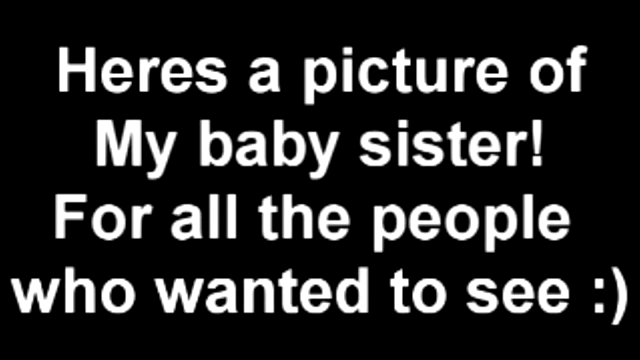 Heres a picture of
My baby sister!
For all the people
who wanted to see :)